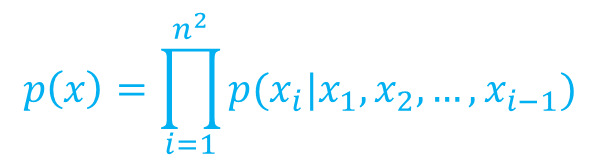 p(x) = ∏_{i=1}^{n^2} p(x_i|x_1, x_2, ..., x_{i-1})